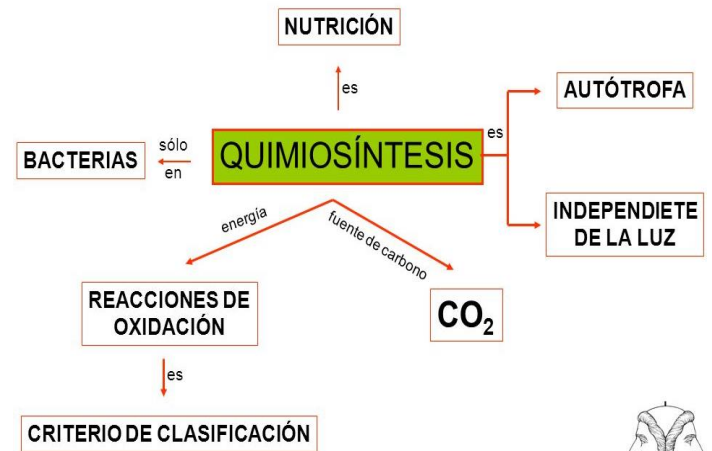 NUTRICIÓN
es
AUTÓTROFA
es
sólo
en
BACTERIAS
QUIMIOSÍNTESIS
INDEPENDIETE
DE LA LUZ
energía
fuente de carbono
REACCIONES DE
OXIDACIÓN
CO₂
es
CRITERIO DE CLASIFICACIÓN